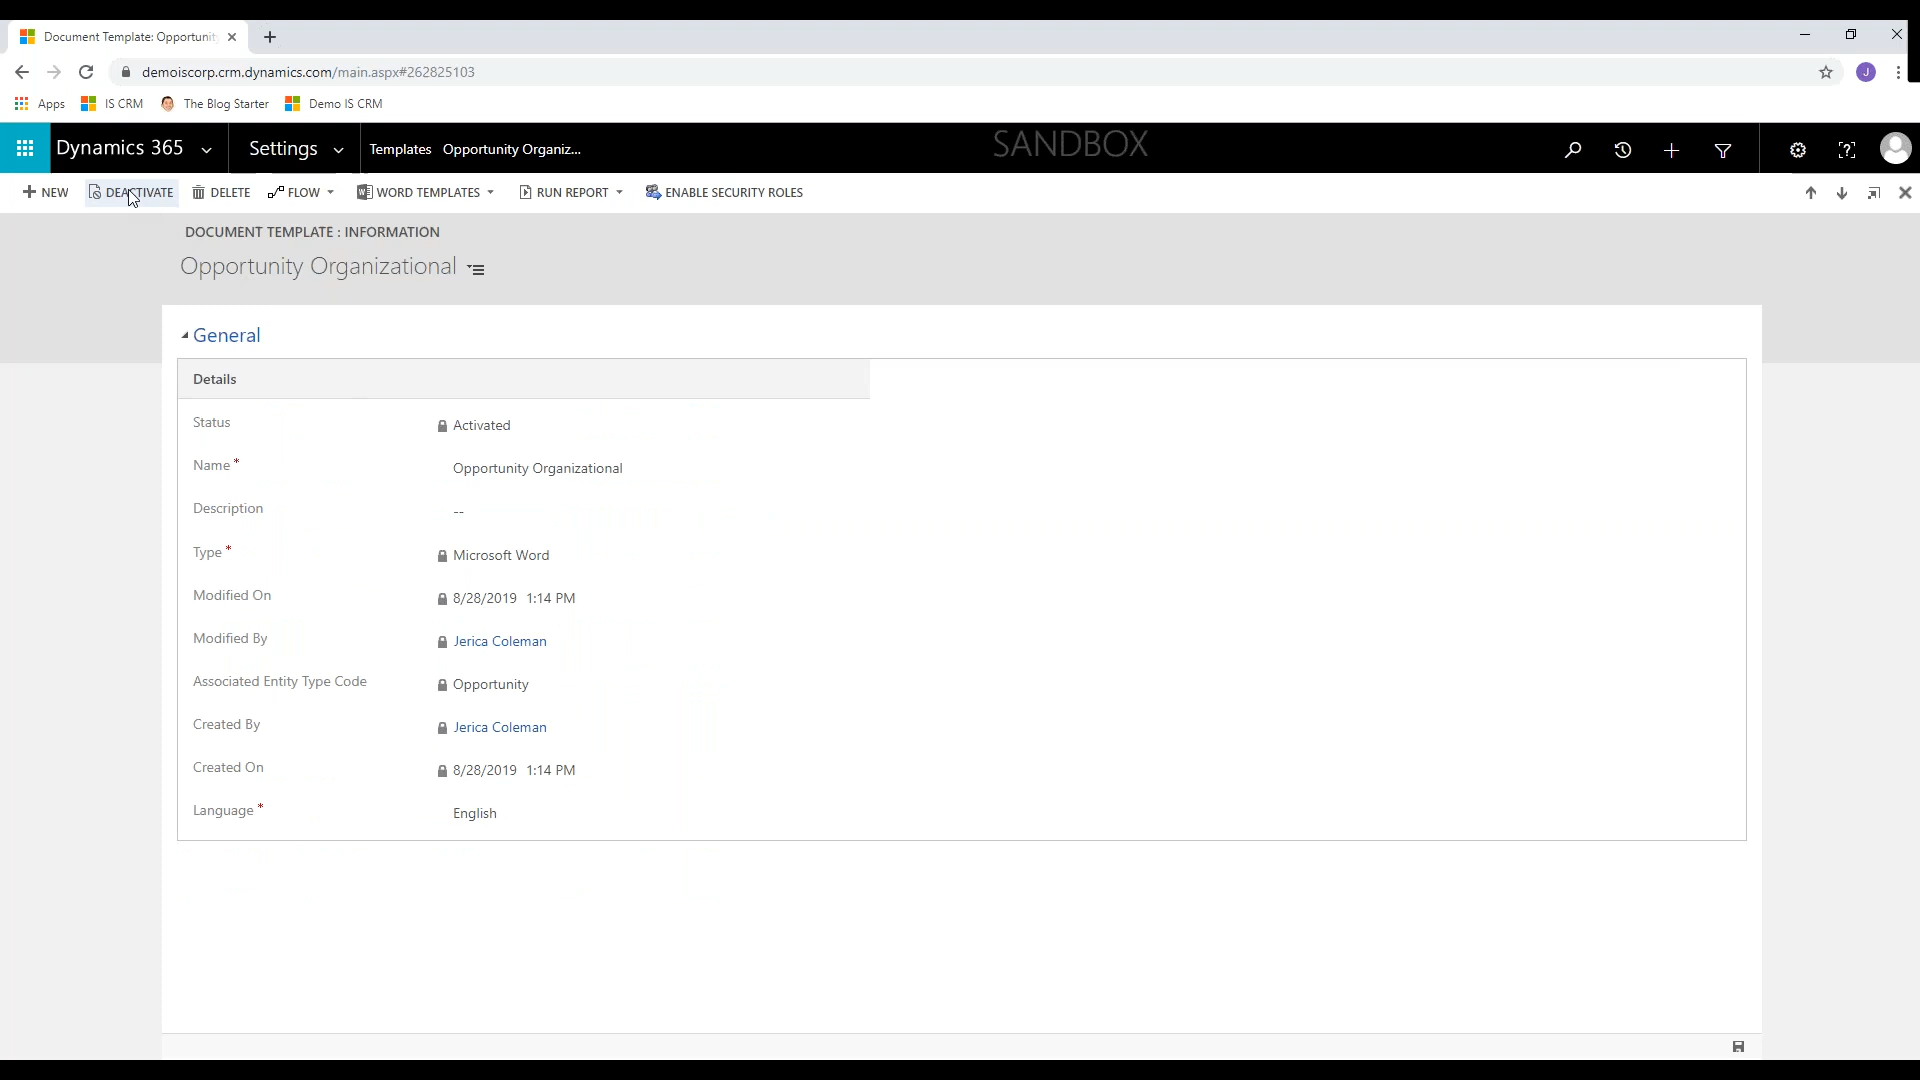 Document Template: Opportunit
demoiscorp.crm.dynamics.com/main.aspx#262825103
Apps IS CRM The Blog Starter Demo IS CRM
Dynamics 365 Settings Templates Opportunity Organiz... SANDBOX
NEW DEACTIVATE DELETE FLOW WORD TEMPLATES RUN REPORT ENABLE SECURITY ROLES
DOCUMENT TEMPLATE : INFORMATION
Opportunity Organizational
General
Details
Status Activated
Name * Opportunity Organizational
Description --
Type * Microsoft Word
Modified On 8/28/2019 1:14 PM
Modified By Jerica Coleman
Associated Entity Type Code Opportunity
Created By Jerica Coleman
Created On 8/28/2019 1:14 PM
Language * English